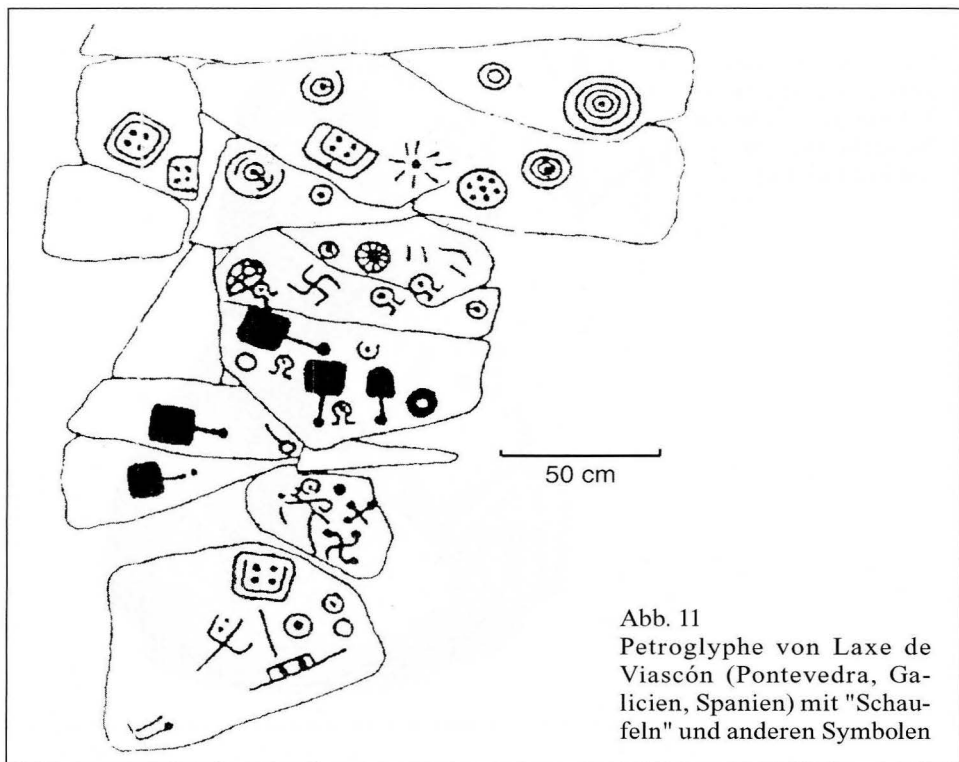 50 cm
Abb. 11
Petroglyphe von Laxe de
Viascón (Pontevedra, Ga-
licien, Spanien) mit "Schau-
feln" und anderen Symbolen